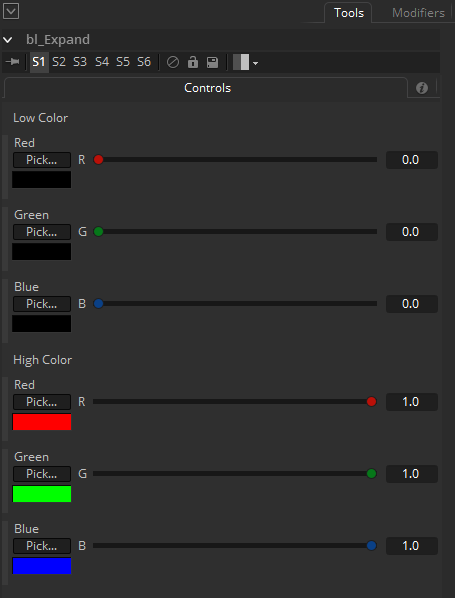 Tools Modifiers
bl_Expand
S1 S2 S3 S4 S5 S6
Controls
Low Color
Red
Pick... R 0.0
Green
Pick... G 0.0
Blue
Pick... B 0.0
High Color
Red
Pick... R 1.0
Green
Pick... G 1.0
Blue
Pick... B 1.0